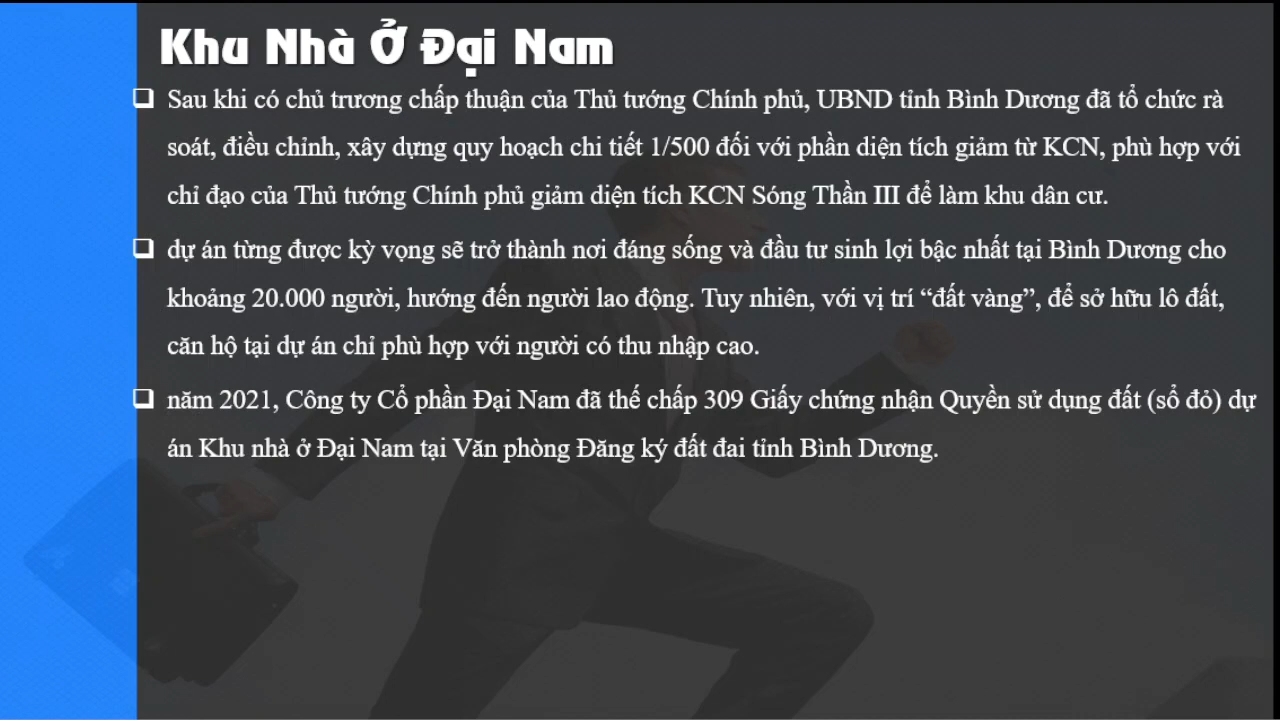 Khu Nhà Ở Đại Nam
Sau khi có chủ trương chấp thuận của Thủ tướng Chính phủ, UBND tỉnh Bình Dương đã tổ chức rà
soát, điều chỉnh, xây dựng quy hoạch chi tiết 1/500 đối với phần diện tích giảm từ KCN, phù hợp với
chỉ đạo của Thủ tướng Chính phủ giảm diện tích KCN Sóng Thần III để làm khu dân cư.
dự án từng được kỳ vọng sẽ trở thành nơi đáng sống và đầu tư sinh lợi bậc nhất tại Bình Dương cho
khoảng 20.000 người, hướng đến người lao động. Tuy nhiên, với vị trí “đất vàng”, để sở hữu lô đất,
căn hộ tại dự án chỉ phù hợp với người có thu nhập cao.
năm 2021, Công ty Cổ phần Đại Nam đã thế chấp 309 Giấy chứng nhận Quyền sử dụng đất (sổ đỏ) dự
án Khu nhà ở Đại Nam tại Văn phòng Đăng ký đất đai tỉnh Bình Dương.